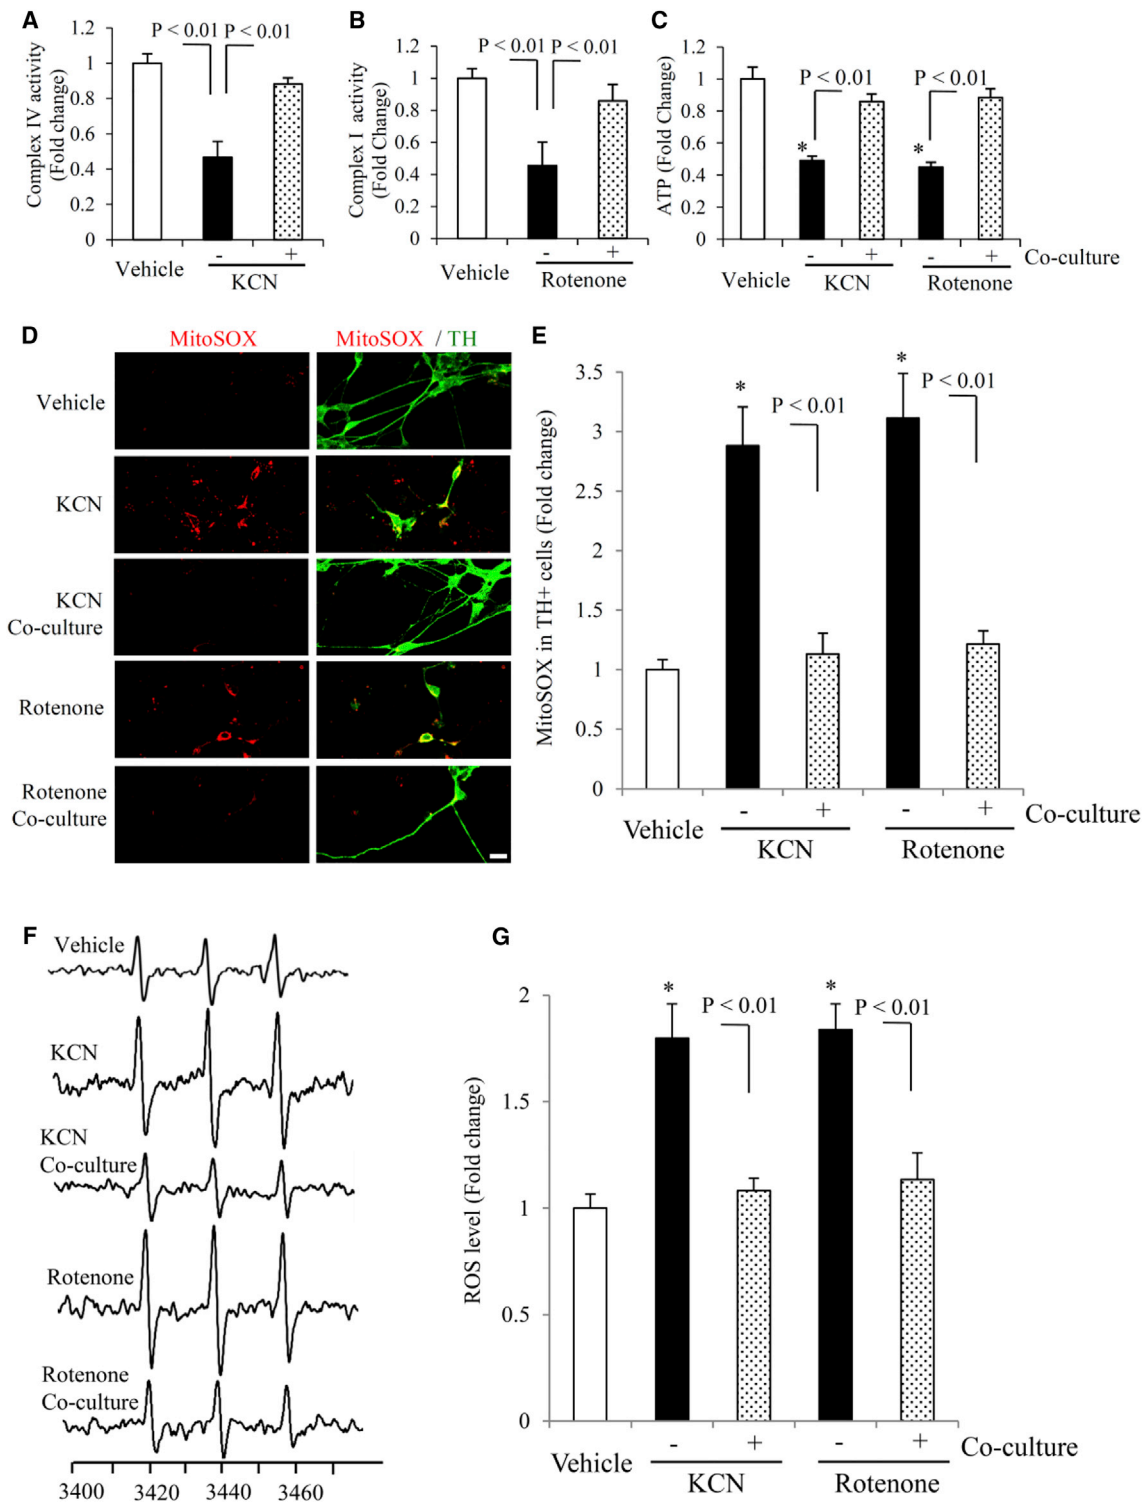 A
Complex IV activity
(Fold change)
1.2
1
0.8
0.6
0.4
0.2
0
P < 0.01
P < 0.01
Vehicle
-
+
KCN
B
Complex I activity
(Fold Change)
1.2
1
0.8
0.6
0.4
0.2
0
P < 0.01
P < 0.01
Vehicle
-
+
Rotenone
C
ATP (Fold Change)
1.2
1
0.8
0.6
0.4
0.2
0
P < 0.01
P < 0.01
*
*
-
+
-
+
Co-culture
Vehicle
KCN
Rotenone
D
MitoSOX
MitoSOX / TH
Vehicle
KCN
KCN
Co-culture
Rotenone
Rotenone
Co-culture
E
MitoSOX in TH+ cells (Fold change)
3.5
3
2.5
2
1.5
1
0.5
0
*
P < 0.01
*
P < 0.01
-
+
-
+
Co-culture
Vehicle
KCN
Rotenone
F
Vehicle
KCN
KCN
Co-culture
Rotenone
Rotenone
Co-culture
3400
3420
3440
3460
G
ROS level (Fold change)
2
1.5
1
0.5
0
*
P < 0.01
*
P < 0.01
-
+
-
+
Co-culture
Vehicle
KCN
Rotenone